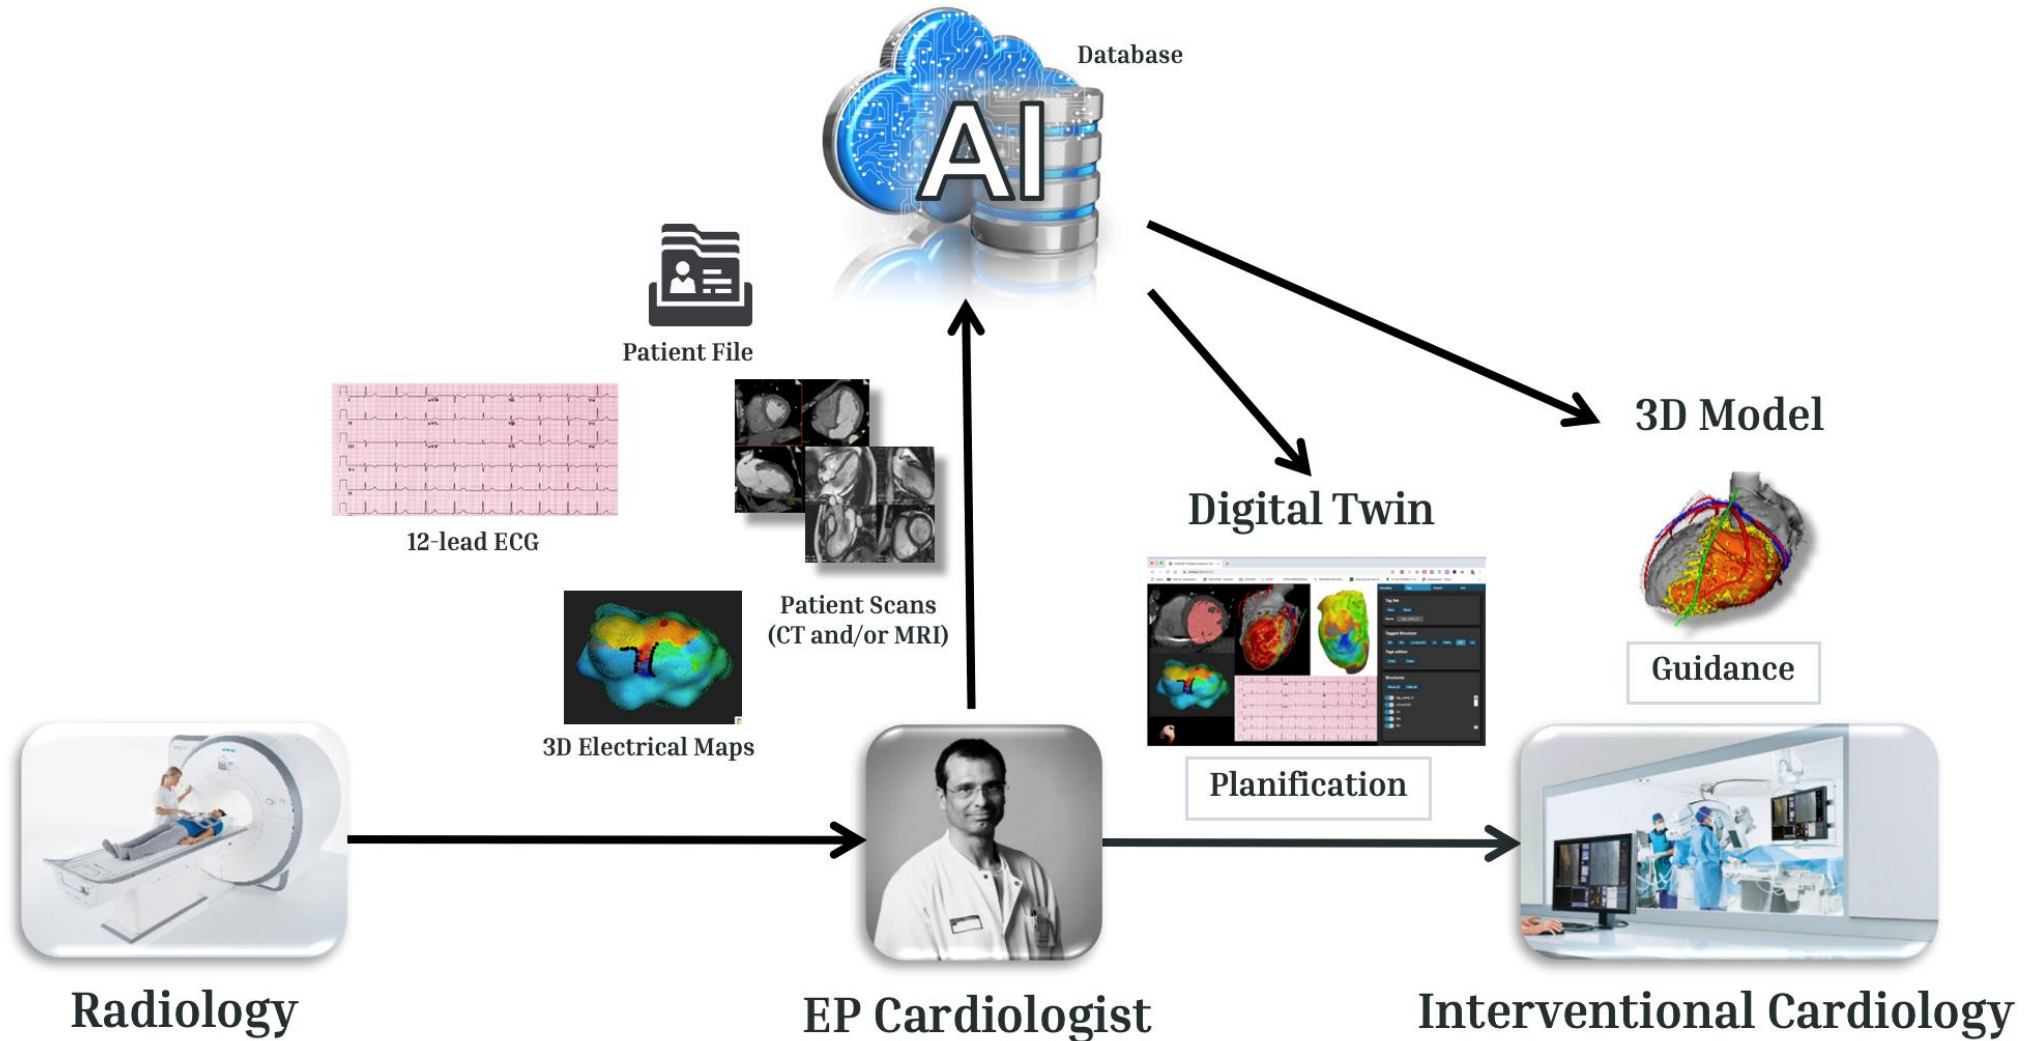 Database
AI
Patient File
12-lead ECG
Patient Scans
(CT and/or MRI)
3D Electrical Maps
3D Model
Digital Twin
Guidance
Planification
Radiology
EP Cardiologist
Interventional Cardiology